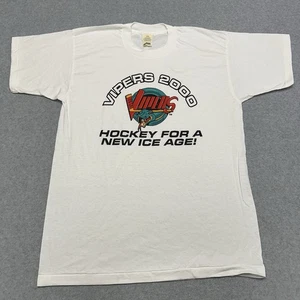 VIPERS 2000
VIPERS
HOCKEY FOR A
NEW ICE AGE!